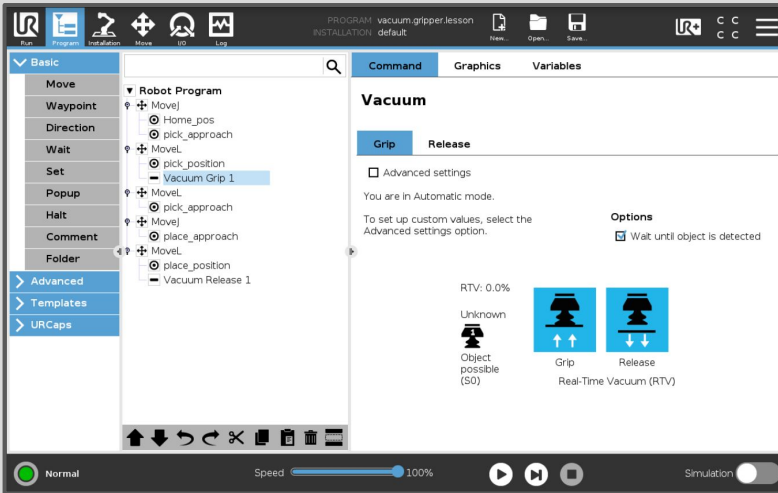 UR
PROGRAM vacuum.gripper.lesson
INSTALLATION default
Run
Program
Installation
Move
I/O
Log
New...
Open...
Save...
UR+
C C
C C
Basic
Move
Waypoint
Direction
Wait
Set
Popup
Halt
Comment
Folder
Advanced
Templates
URCaps
Robot Program
MoveJ
Home_pos
pick_approach
MoveL
pick_position
Vacuum Grip 1
MoveL
pick_approach
MoveJ
place_approach
MoveL
place_position
Vacuum Release 1
Command Graphics Variables
Vacuum
Grip Release
Advanced settings
You are in Automatic mode.
To set up custom values, select the
Advanced settings option.
Options
Wait until object is detected
RTV: 0.0%
Unknown
1
Object
possible
(S0)
Grip
Release
Real-Time Vacuum (RTV)
Normal
Speed
100%
Simulation